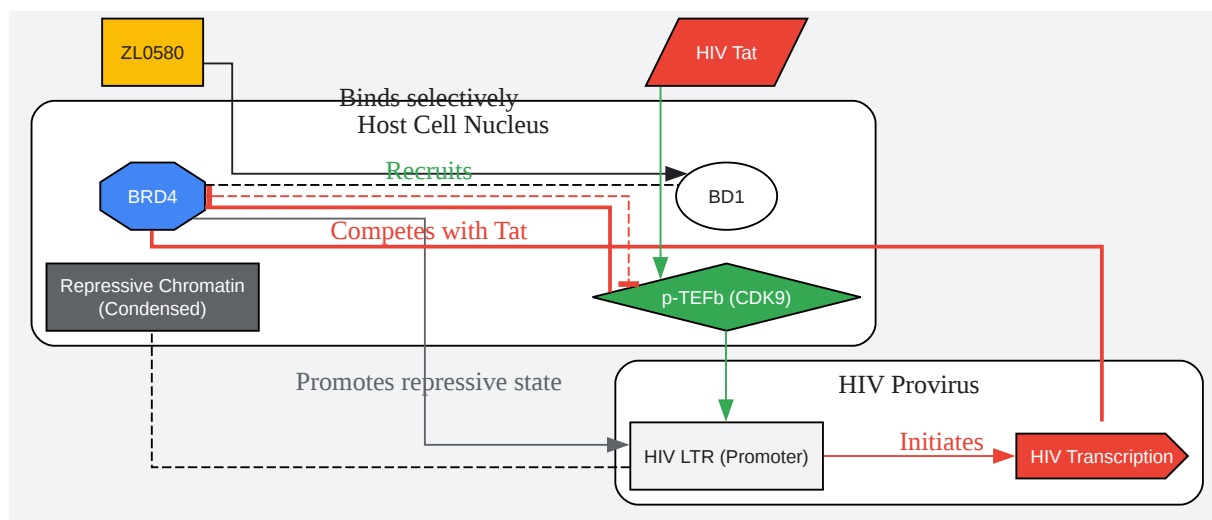 ZL0580
HIV Tat
Binds selectively
Host Cell Nucleus
Recruits
BRD4
BD1
Competes with Tat
Repressive Chromatin
(Condensed)
p-TEFb (CDK9)
Promotes repressive state
HIV Provirus
Initiates
HIV LTR (Promoter)
HIV Transcription